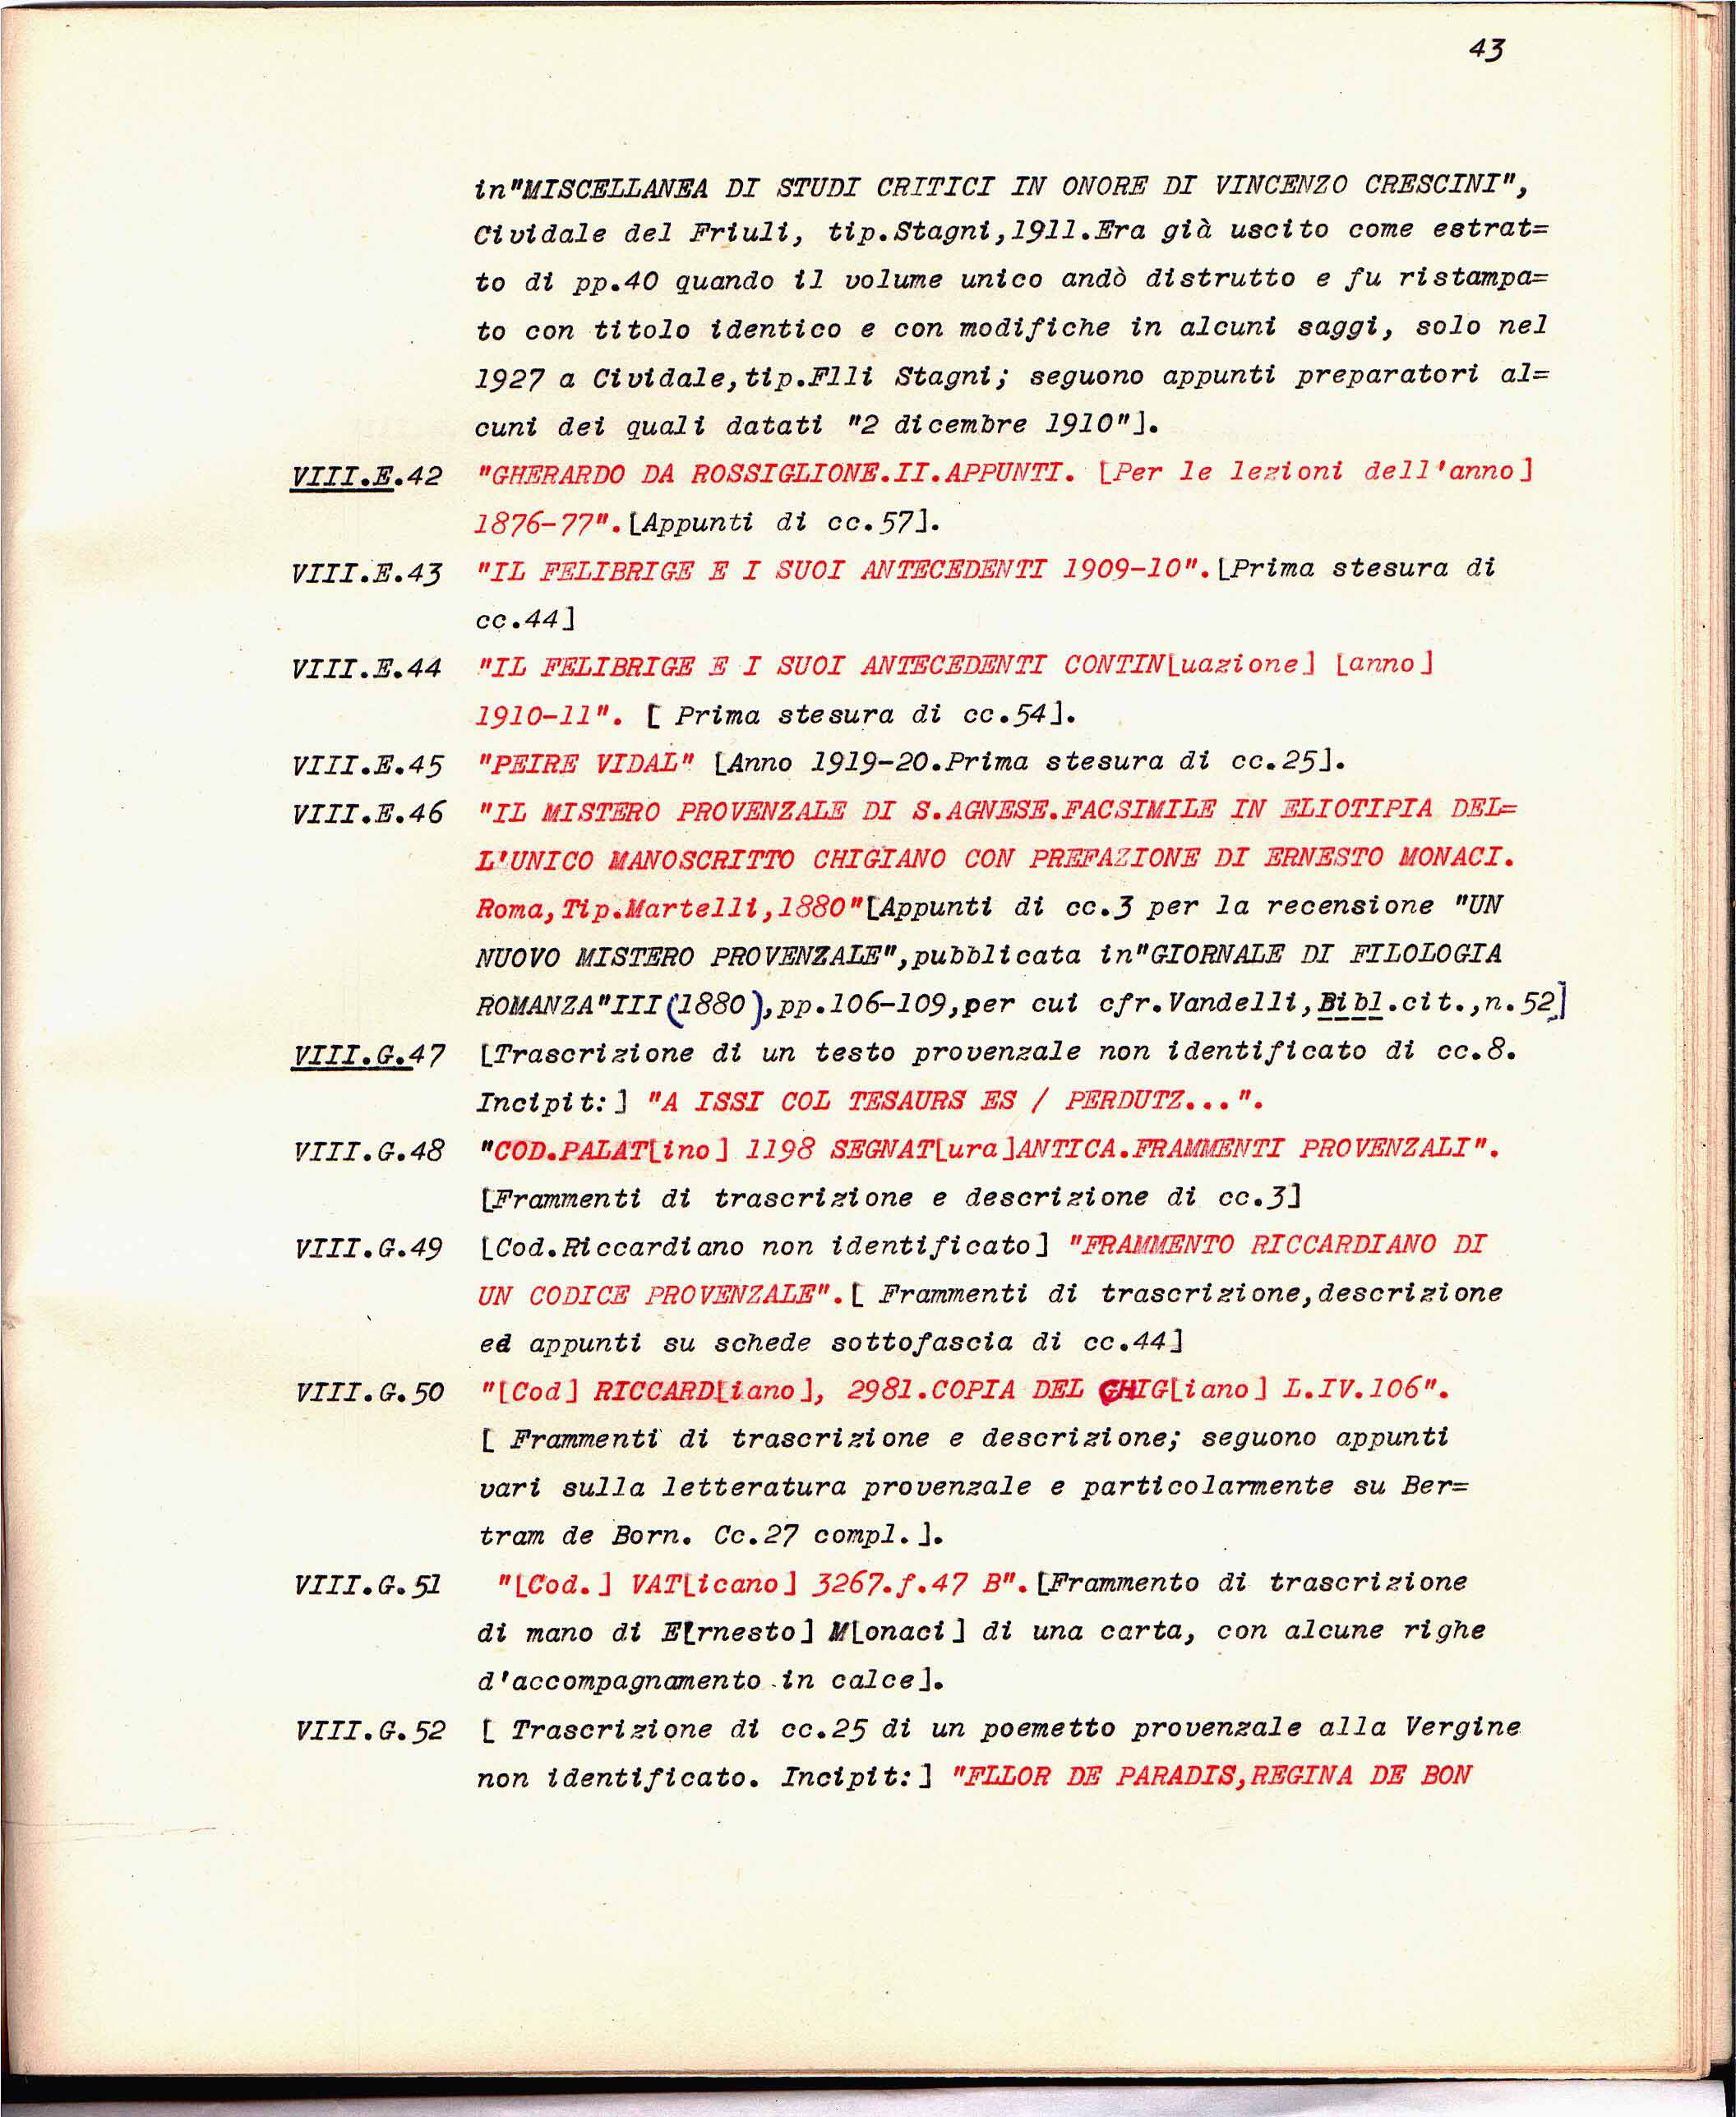 43
in"MISCELLANEA DI STUDI CRITICI IN ONORE DI VINCENZO CRESCINI",
Cividale del Friuli, tip.Stagni,1911.Era già uscito come estrat=
to di pp.40 quando il volume unico andò distrutto e fu ristampa=
to con titolo identico e con modifiche in alcuni saggi, solo nel
1927 a Cividale,tip.Flli Stagni; seguono appunti preparatori al=
cuni dei quali datati "2 dicembre 1910"].
VIII.E.42 "GHERARDO DA ROSSIGLIONE.II.APPUNTI. [Per le lezioni dell'anno]
1876-77".[Appunti di cc.57].
VIII.E.43 "IL FELIBRIGE E I SUOI ANTECEDENTI 1909-10".[Prima stesura di
cc.44]
VIII.E.44 "IL FELIBRIGE E I SUOI ANTECEDENTI CONTIN[uazione] [anno]
1910-11". [ Prima stesura di cc.54].
VIII.E.45 "PEIRE VIDAL" [Anno 1919-20.Prima stesura di cc.25].
VIII.E.46 "IL MISTERO PROVENZALE DI S.AGNESE.FACSIMILE IN ELIOTIPIA DEL=
L'UNICO MANOSCRITTO CHIGIANO CON PREFAZIONE DI ERNESTO MONACI.
Roma,Tip.Martelli,1880"[Appunti di cc.3 per la recensione "UN
NUOVO MISTERO PROVENZALE",pubblicata in"GIORNALE DI FILOLOGIA
ROMANZA"III(1880),pp.106-109,per cui cfr.Vandelli,Bibl.cit.,n.52]
VIII.G.47 [Trascrizione di un testo provenzale non identificato di cc.8.
Incipit:] "A ISSI COL TESAURS ES / PERDUTZ...".
VIII.G.48 "COD.PALAT[ino] 1198 SEGNAT[ura]ANTICA.FRAMMENTI PROVENZALI".
[Frammenti di trascrizione e descrizione di cc.3]
VIII.G.49 [Cod.Riccardiano non identificato] "FRAMMENTO RICCARDIANO DI
UN CODICE PROVENZALE".[ Frammenti di trascrizione,descrizione
ed appunti su schede sottofascia di cc.44]
VIII.G.50 "[Cod] RICCARD[iano], 2981.COPIA DEL CHIG[iano] L.IV.106".
[ Frammenti di trascrizione e descrizione; seguono appunti
vari sulla letteratura provenzale e particolarmente su Ber=
tram de Born. Cc.27 compl.].
VIII.G.51 "[Cod.] VAT[icano] 3267.f.47 B".[Frammento di trascrizione
di mano di E[rnesto] M[onaci] di una carta, con alcune righe
d'accompagnamento in calce].
VIII.G.52 [ Trascrizione di cc.25 di un poemetto provenzale alla Vergine
non identificato. Incipit:] "FLLOR DE PARADIS,REGINA DE BON